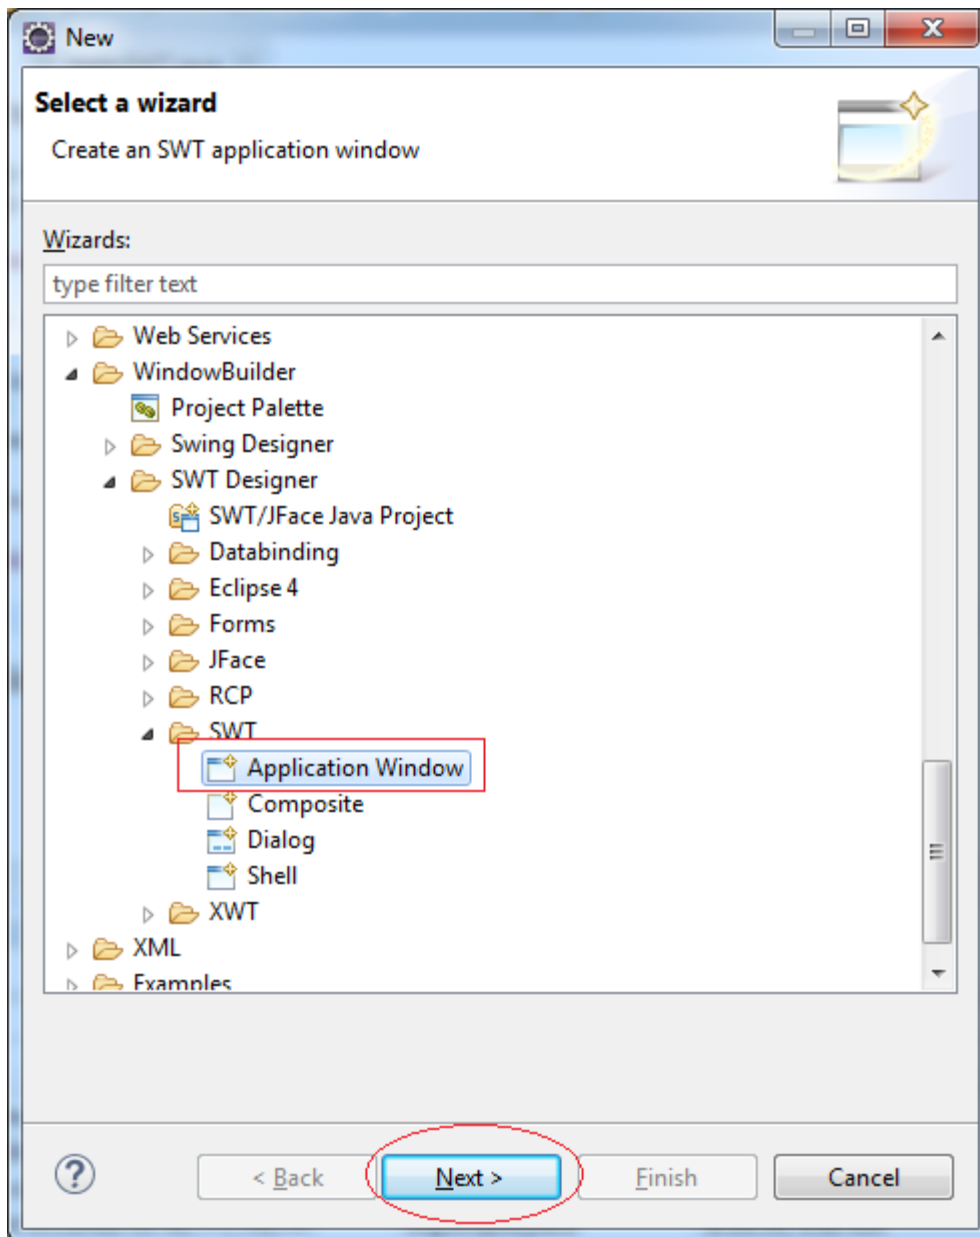 New
Select a wizard
Create an SWT application window
Wizards:
type filter text
Web Services
WindowBuilder
Project Palette
Swing Designer
SWT Designer
SWT/JFace Java Project
Databinding
Eclipse 4
Forms
JFace
RCP
SWT
Application Window
Composite
Dialog
Shell
XWT
XML
Examples
? < Back Next > Finish Cancel